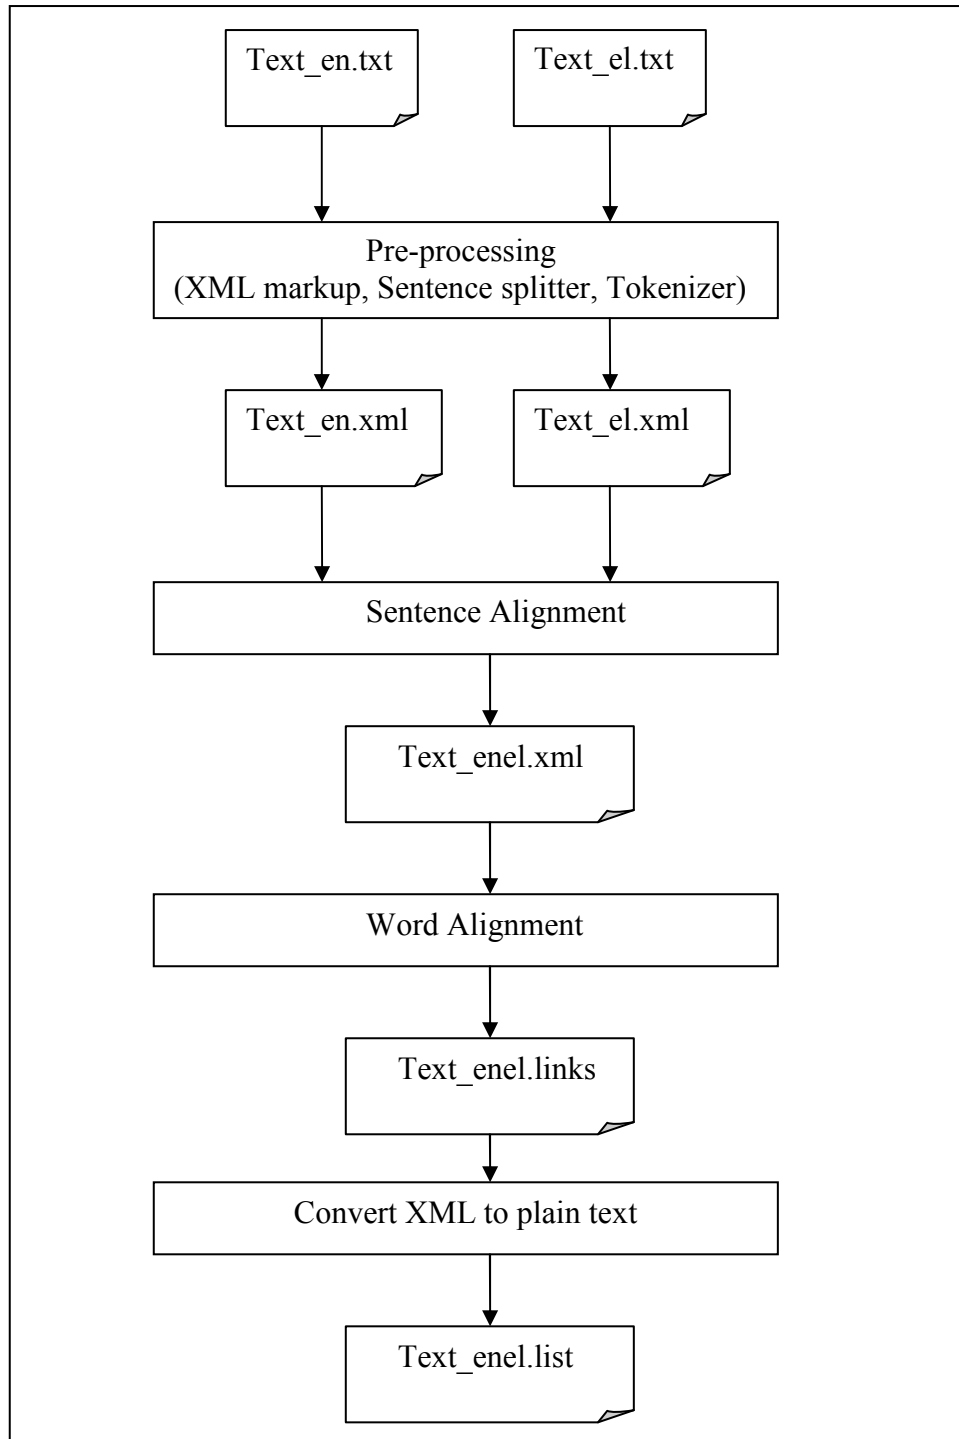 Text_en.txt
Text_el.txt
Pre-processing
(XML markup, Sentence splitter, Tokenizer)
Text_en.xml
Text_el.xml
Sentence Alignment
Text_enel.xml
Word Alignment
Text_enel.links
Convert XML to plain text
Text_enel.list